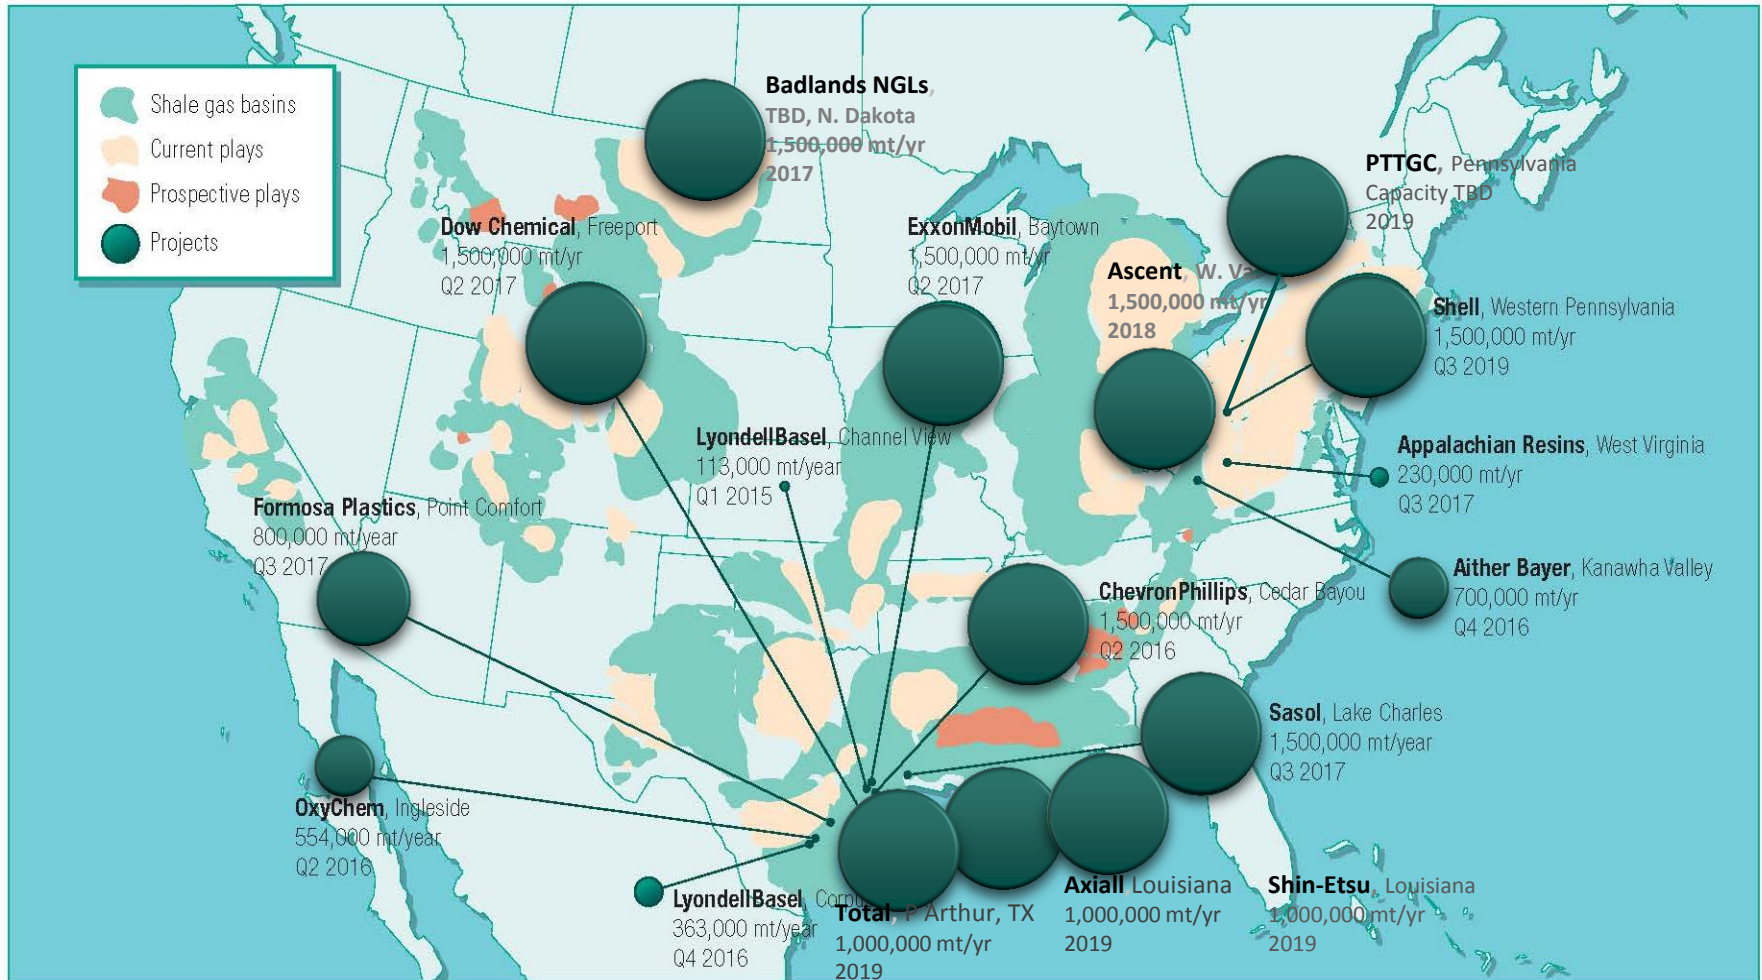 Shale gas basins
Current plays
Prospective plays
Projects
Badlands NGLs,
TBD, N. Dakota
1,500,000 mt/yr
2017
PTTGC, Pennsylvania
Capacity TBD
2019
Dow Chemical, Freeport
1,500,000 mt/yr
Q2 2017
ExxonMobil, Baytown
1,500,000 mt/yr
Q2 2017
Ascent, W. Va
1,500,000 mt/yr
2018
Shell, Western Pennsylvania
1,500,000 mt/yr
Q3 2019
LyondellBasel, Channel View
113,000 mt/year
Q1 2015
Appalachian Resins, West Virginia
230,000 mt/yr
Q3 2017
Formosa Plastics, Point Comfort
800,000 mt/year
Q3 2017
Aither Bayer, Kanawha Valley
700,000 mt/yr
Q4 2016
ChevronPhillips, Cedar Bayou
1,500,000 mt/yr
Q2 2016
Sasol, Lake Charles
1,500,000 mt/year
Q3 2017
OxyChem, Ingleside
554,000 mt/year
Q2 2016
LyondellBasel,
363,000 mt/year
Q4 2016
Total, P Arthur, TX
1,000,000 mt/yr
2019
Axiall Louisiana
1,000,000 mt/yr
2019
Shin-Etsu, Louisiana
1,000,000 mt/yr
2019